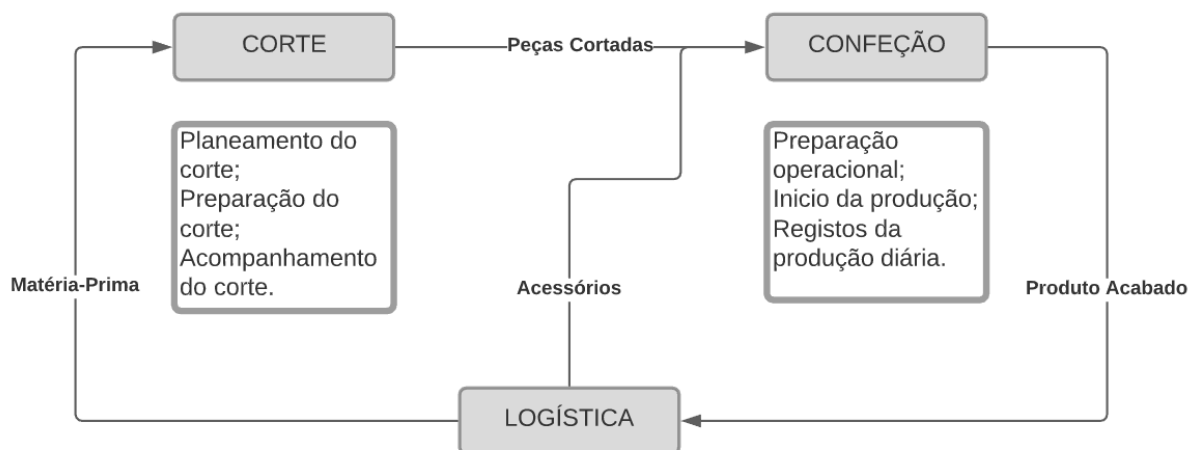 CORTE
Peças Cortadas
CONFEÇÃO
Planeamento do
corte;
Preparação do
corte;
Acompanhamento
do corte.
Preparação
operacional;
Inicio da produção;
Registos da
produção diária.
Matéria-Prima
Acessórios
Produto Acabado
LOGÍSTICA